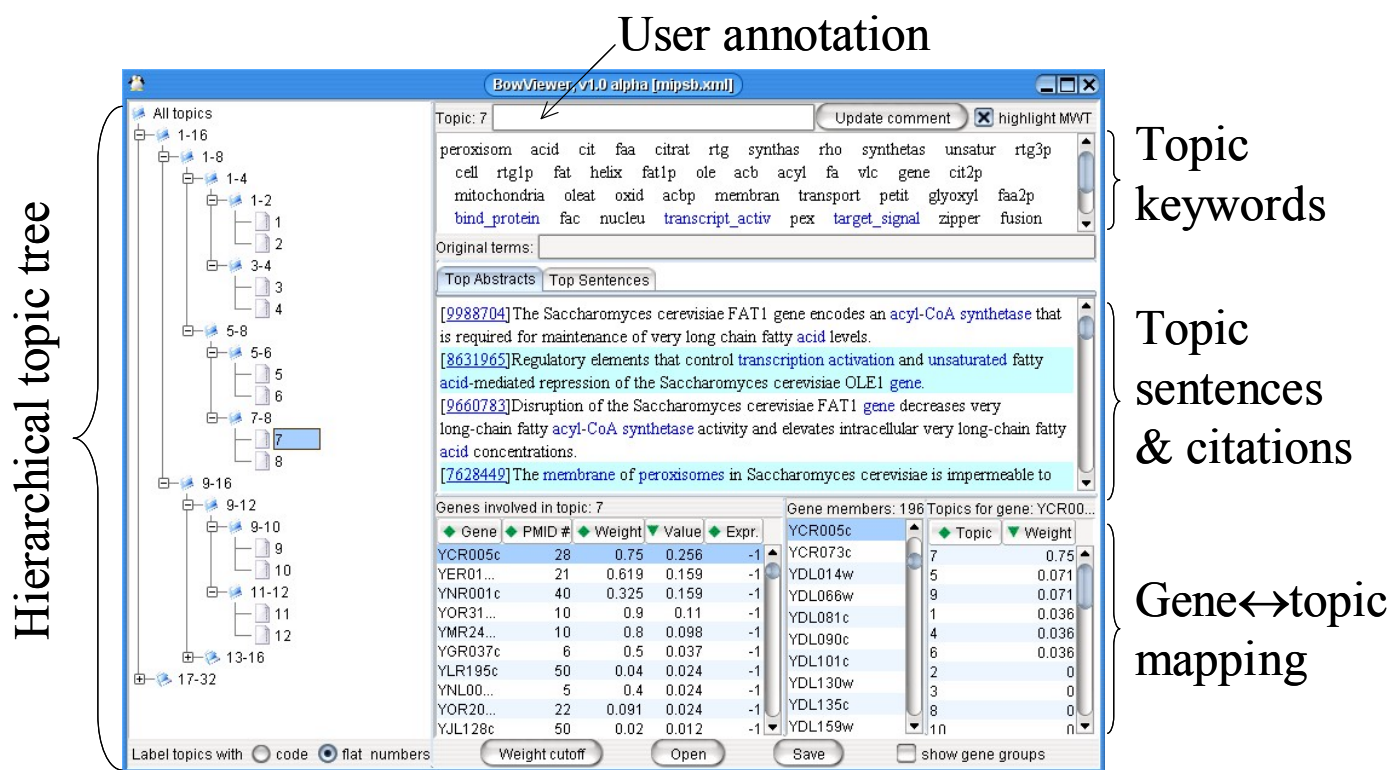 User annotation
Hierarchical topic tree
BowViewer, v1.0 alpha [mipsb.xml]
All topics
1-16
1-8
1-4
1-2
1
2
3-4
3
4
5-8
5-6
5
6
7-8
7
8
9-16
9-12
9-10
9
10
11-12
11
12
13-16
17-32
Label topics with code flat numbers
Topic: 7 Update comment highlight MWT
peroxisom acid cit faa citrat rtg synthas rho synthetas unsatur rtg3p
cell rtg1p fat helix fat1p ole acb acyl fa vlc gene cit2p
mitochondria oleat oxid acbp membran transport petit glyoxyl faa2p
bind_protein fac nucleu transcript_activ pex target_signal zipper fusion
Topic
keywords
Original terms:
Top Abstracts Top Sentences
[9988704]The Saccharomyces cerevisiae FAT1 gene encodes an acyl-CoA synthetase that
is required for maintenance of very long chain fatty acid levels.
[8631965]Regulatory elements that control transcription activation and unsaturated fatty
acid-mediated repression of the Saccharomyces cerevisiae OLE1 gene.
[9660783]Disruption of the Saccharomyces cerevisiae FAT1 gene decreases very
long-chain fatty acyl-CoA synthetase activity and elevates intracellular very long-chain fatty
acid concentrations.
[7628449]The membrane of peroxisomes in Saccharomyces cerevisiae is impermeable to
Topic
sentences
& citations
Genes involved in topic: 7
Gene PMID # Weight Value Expr.
YCR005c 28 0.75 0.256 -1
YER01... 21 0.619 0.159 -1
YNR001c 40 0.325 0.159 -1
YOR31... 10 0.9 0.11 -1
YMR24... 10 0.8 0.098 -1
YGR037c 6 0.5 0.037 -1
YLR195c 50 0.04 0.024 -1
YNL00... 5 0.4 0.024 -1
YOR20... 22 0.091 0.024 -1
YJL128c 50 0.02 0.012 -1
Gene members: 196
YCR005c
YCR073c
YDL014w
YDL066w
YDL081c
YDL090c
YDL101c
YDL130w
YDL135c
YDL159w
Topics for gene: YCR00...
Topic Weight
7 0.75
5 0.071
9 0.071
1 0.036
4 0.036
6 0.036
2 0
3 0
8 0
10 0
Gene↔topic
mapping
Weight cutoff Open Save show gene groups